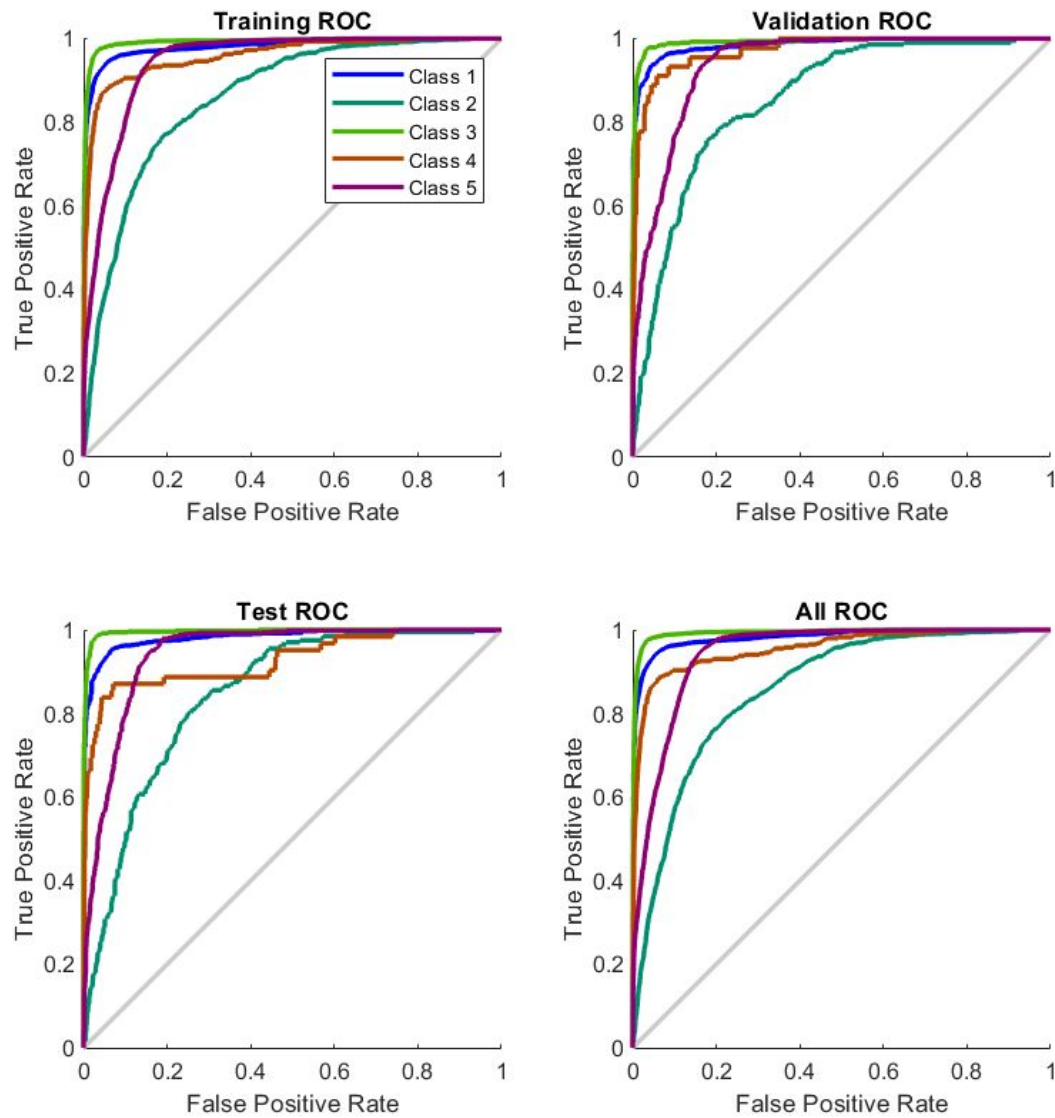 Training ROC
1
0.8
0.6
0.4
0.2
0
True Positive Rate
Class 1
Class 2
Class 3
Class 4
Class 5
0 0.2 0.4 0.6 0.8 1
False Positive Rate
Validation ROC
1
0.8
0.6
0.4
0.2
0
True Positive Rate
0 0.2 0.4 0.6 0.8 1
False Positive Rate
Test ROC
1
0.8
0.6
0.4
0.2
0
True Positive Rate
0 0.2 0.4 0.6 0.8 1
False Positive Rate
All ROC
1
0.8
0.6
0.4
0.2
0
True Positive Rate
0 0.2 0.4 0.6 0.8 1
False Positive Rate